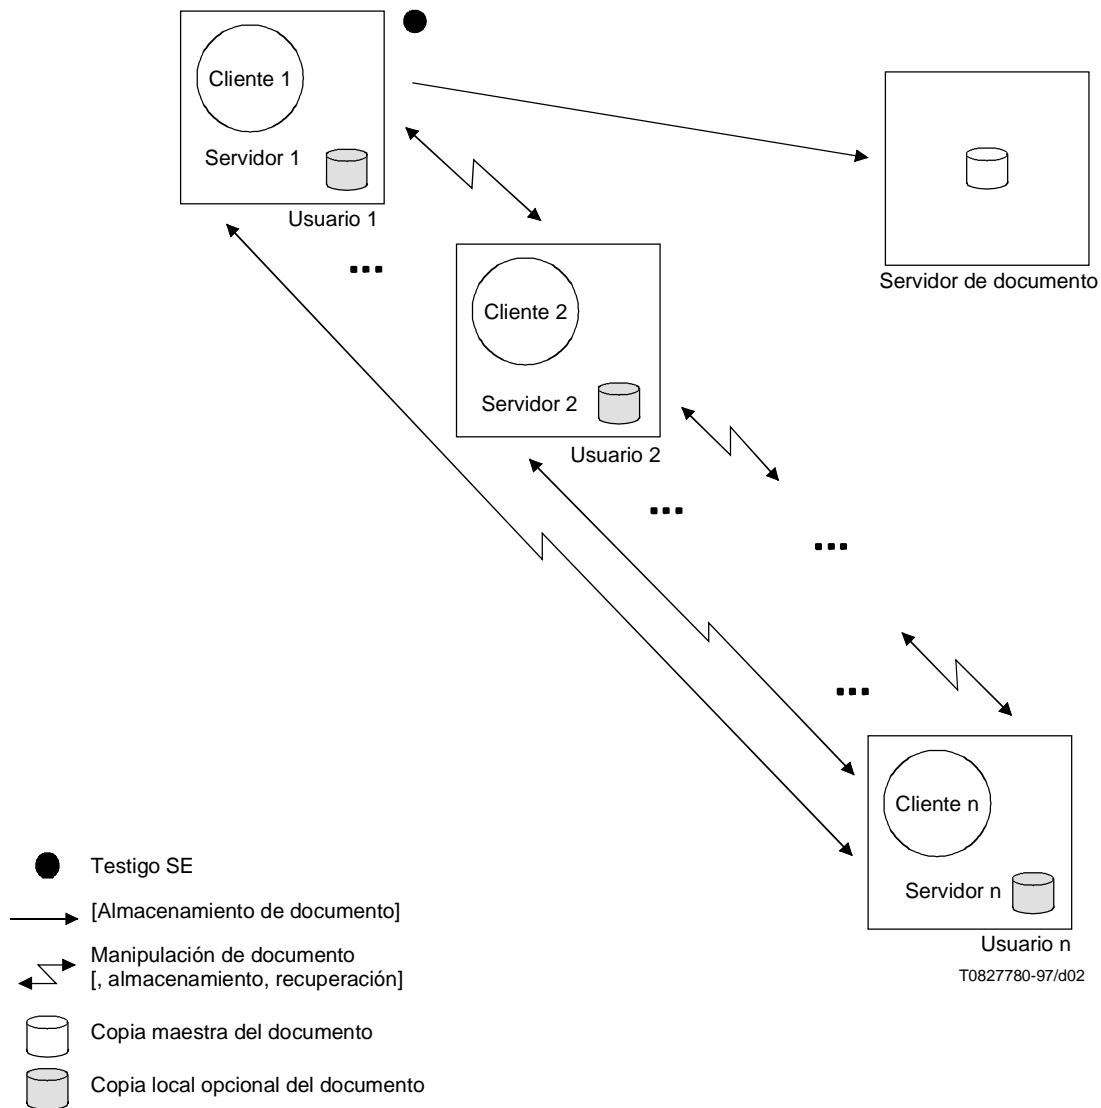 Cliente 1
Servidor 1
Usuario 1
Servidor de documento
Cliente 2
Servidor 2
Usuario 2
Cliente n
Servidor n
Usuario n
T0827780-97/d02
Testigo SE
[Almacenamiento de documento]
Manipulación de documento
[, almacenamiento, recuperación]
Copia maestra del documento
Copia local opcional del documento